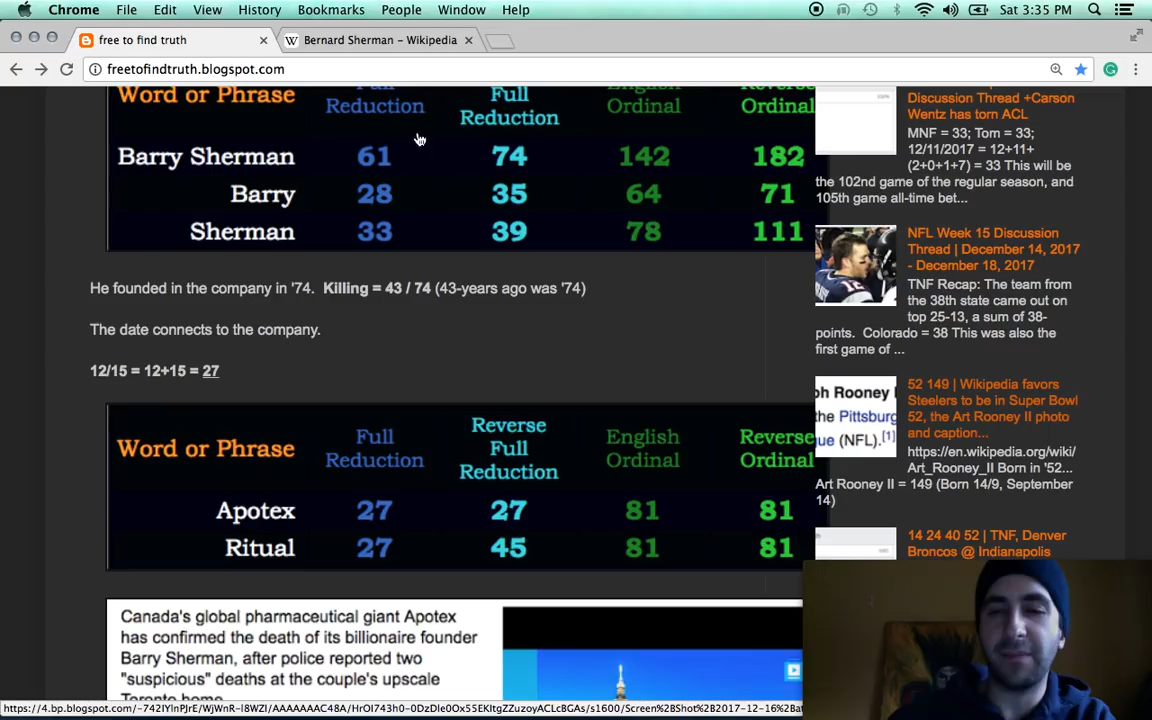 Chrome File Edit View History Bookmarks People Window Help Sat 3:35 PM
free to find truth
Bernard Sherman - Wikipedia
freetofindtruth.blogspot.com
Word or Phrase Full Reduction Full Reduction English Ordinal Reverse Ordinal
Barry Sherman 61 74 142 182
Barry 28 35 64 71
Sherman 33 39 78 111
He founded in the company in '74. Killing = 43 / 74 (43-years ago was '74)
The date connects to the company.
12/15 = 12+15 = 27
Word or Phrase Full Reduction Reverse Full Reduction English Ordinal Reverse Ordinal
Apotex 27 27 81 81
Ritual 27 45 81 81
Canada's global pharmaceutical giant Apotex
has confirmed the death of its billionaire founder
Barry Sherman, after police reported two
"suspicious" deaths at the couple's upscale
Toronto home
Discussion Thread +Carson
Wentz has torn ACL
MNF = 33; Tom = 33;
12/11/2017 = 12+11+
(2+0+1+7) = 33 This will be
the 102nd game of the regular season, and
105th game all-time bet...
NFL Week 15 Discussion
Thread | December 14, 2017
- December 18, 2017
TNF Recap: The team from
the 38th state came out on
top 25-13, a sum of 38-
points. Colorado = 38 This was also the
first game of ...
ph Rooney
the Pittsburg
ue (NFL).[1]
52 149 | Wikipedia favors
Steelers to be in Super Bowl
52, the Art Rooney II photo
and caption...
https://en.wikipedia.org/wiki/
Art_Rooney_II Born in '52...
Art Rooney II = 149 (Born 14/9, September
14)
14 24 40 52 | TNF, Denver
Broncos @ Indianapolis